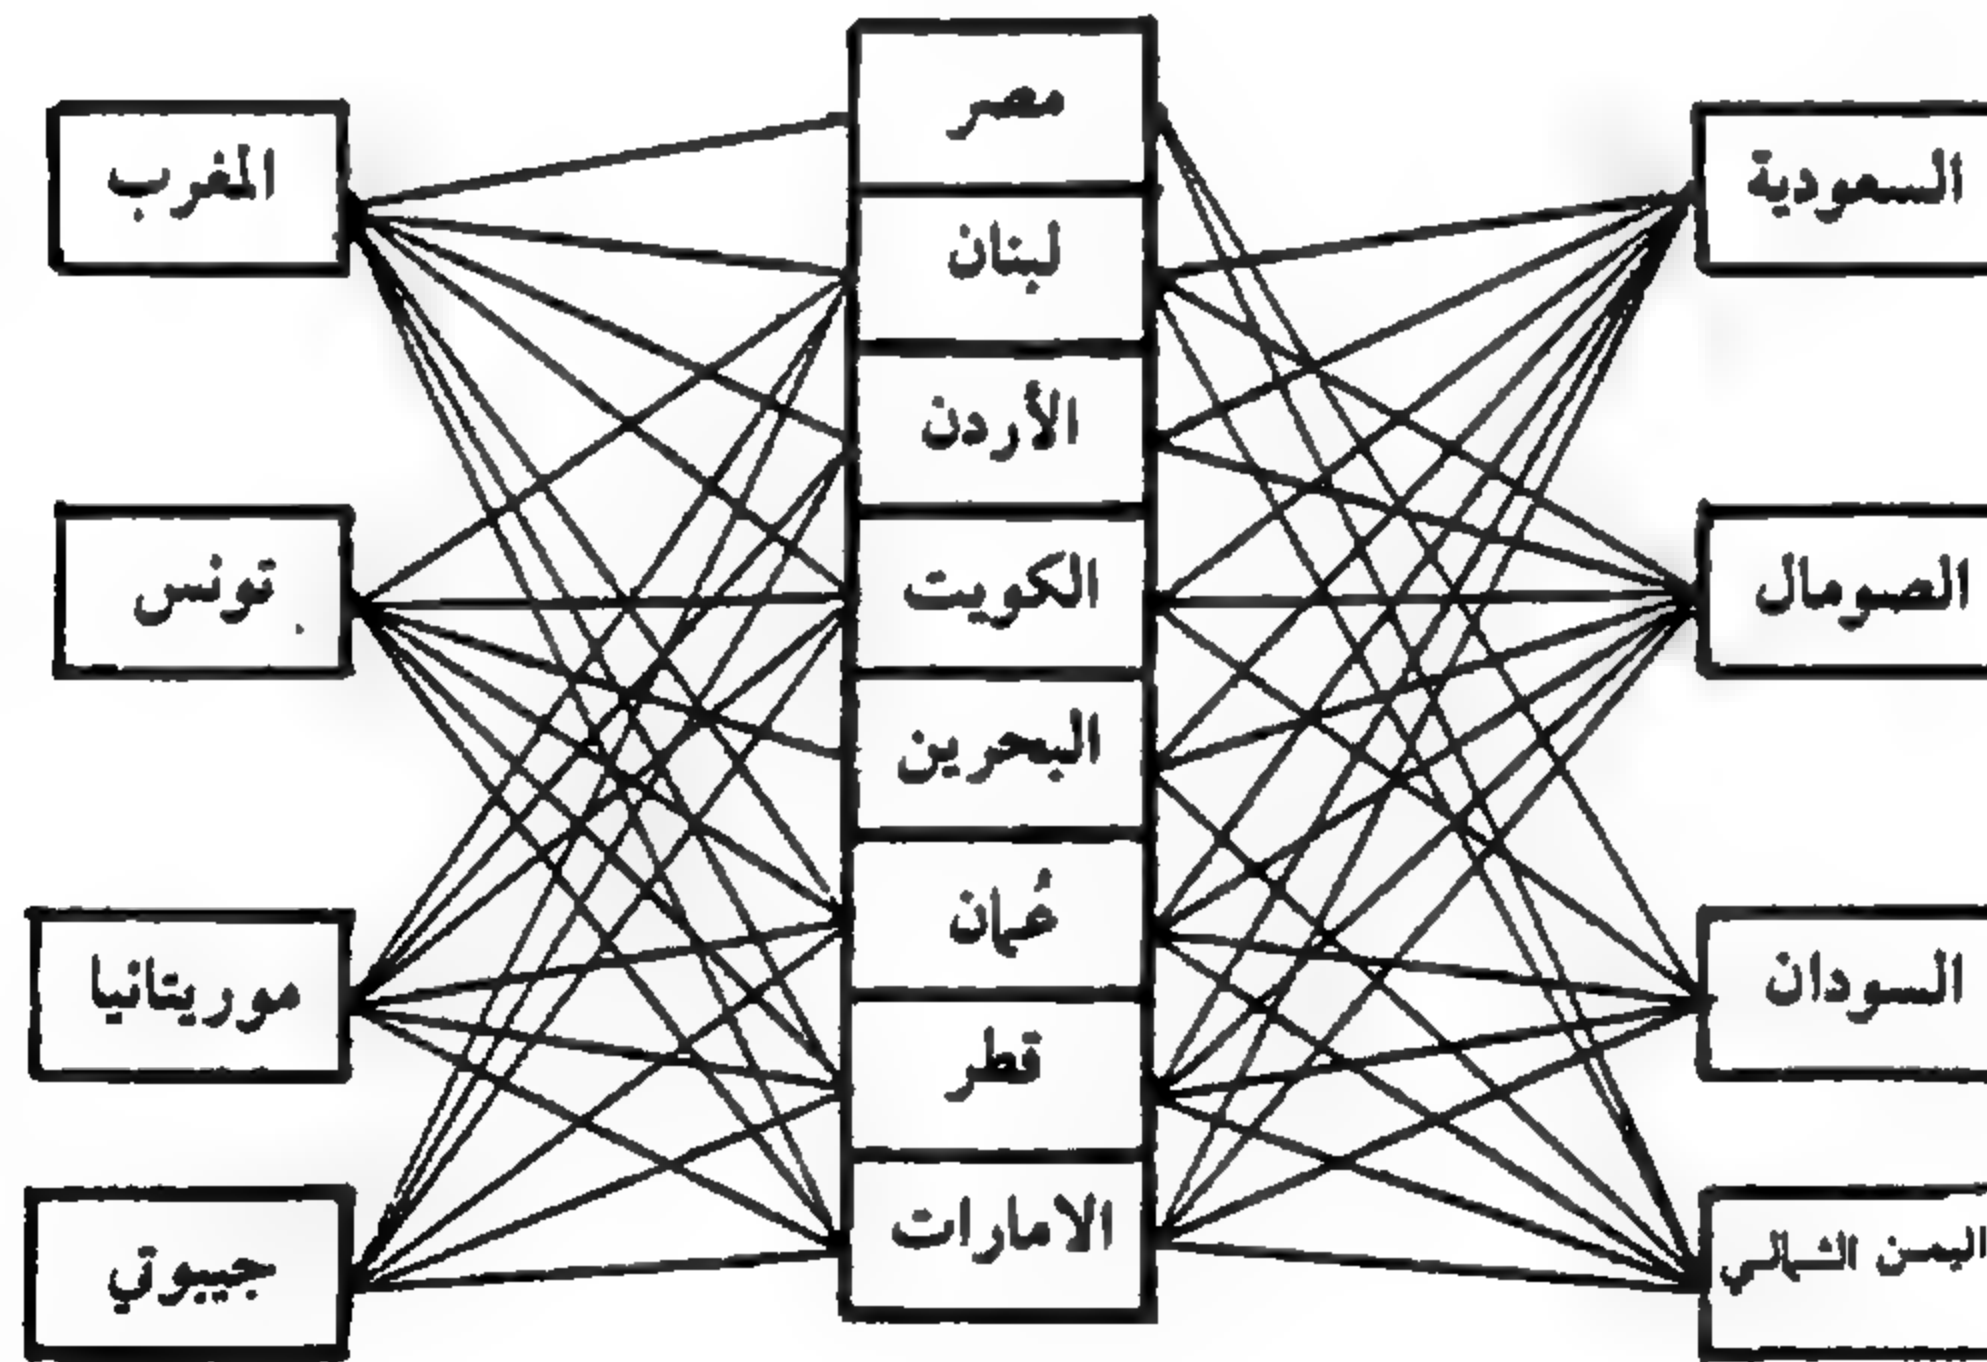 مصر
لبنان
الأردن
الكويت
البحرين
عُمان
قطر
الامارات
السعودية
الصومال
السودان
اليمن الشمالي
المغرب
تونس
موريتانيا
جيبوتي